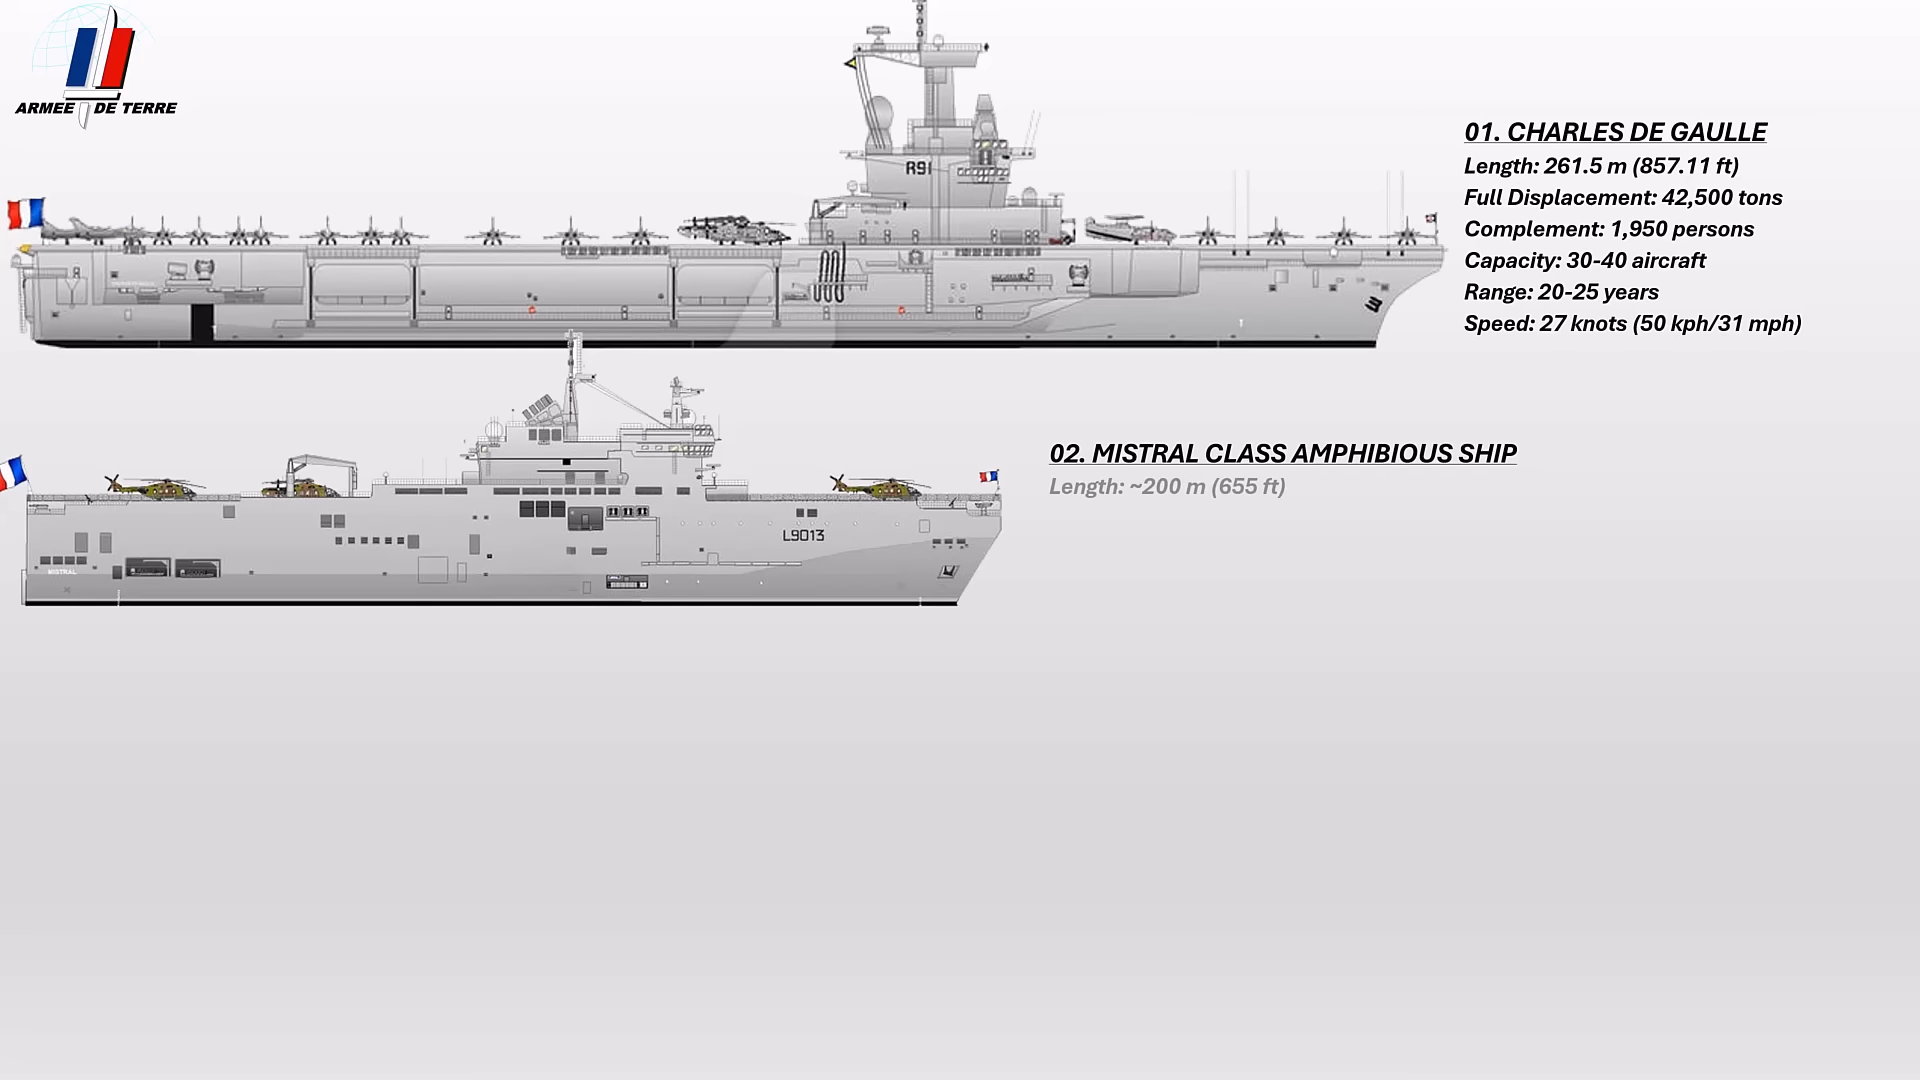 ARMEE DE TERRE
R91
01. CHARLES DE GAULLE
Length: 261.5 m (857.11 ft)
Full Displacement: 42,500 tons
Complement: 1,950 persons
Capacity: 30-40 aircraft
Range: 20-25 years
Speed: 27 knots (50 kph/31 mph)
02. MISTRAL CLASS AMPHIBIOUS SHIP
Length: ~200 m (655 ft)
L9013
MISTRAL